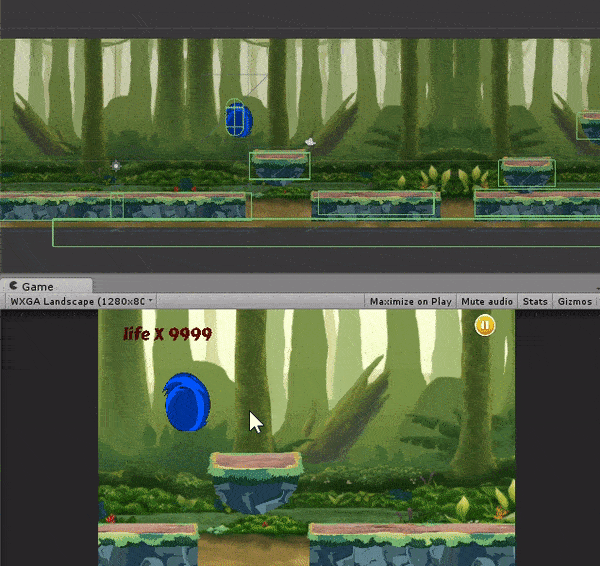 Game
WXGA Landscape (1280x80
Maximize on Play
Mute audio
Stats
Gizmos
life X 9999